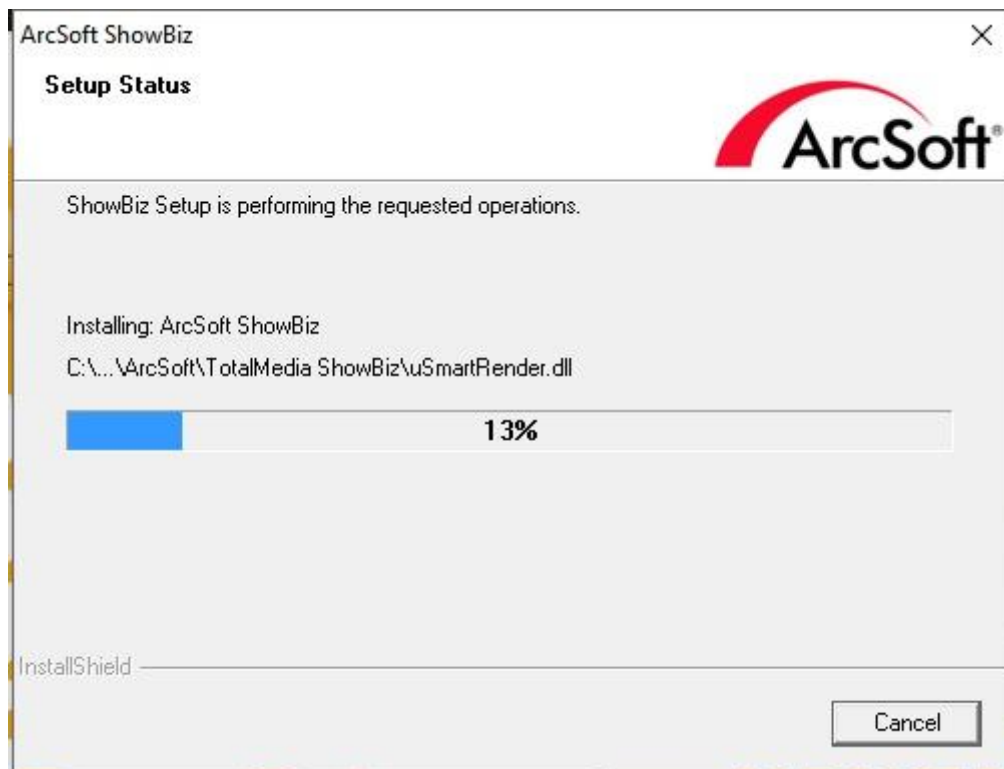 ArcSoft ShowBiz
Setup Status
ArcSoft®
ShowBiz Setup is performing the requested operations.
Installing: ArcSoft ShowBiz
C:\...\ArcSoft\TotalMedia ShowBiz\uSmartRender.dll
13%
InstallShield
Cancel